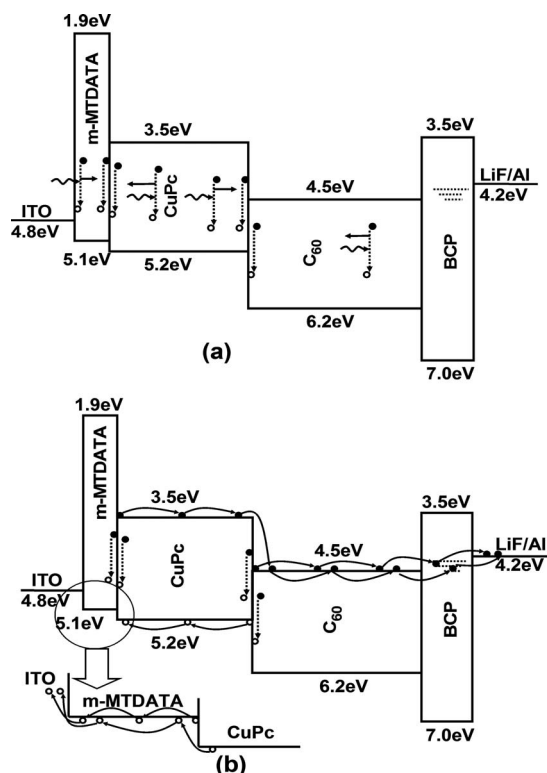 1.9eV
m-MTDATA
3.5eV
3.5eV
CuPc
4.5eV
LiF/Al
4.2eV
ITO
4.8eV
C60
BCP
5.1eV
5.2eV
6.2eV
7.0eV
(a)
1.9eV
m-MTDATA
3.5eV
3.5eV
CuPc
4.5eV
LiF/Al
4.2eV
ITO
4.8eV
C60
BCP
5.1eV
5.2eV
6.2eV
7.0eV
ITO
m-MTDATA
CuPc
(b)